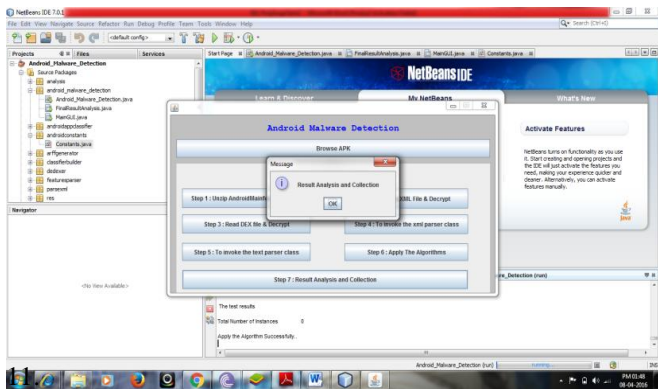 NetBeans IDE 7.0.1
File Edit View Navigate Source Refactor Run Debug Profile Team Tools Window Help
Search (Ctrl+I)
<default config>
Projects
Files
Services
Start Page
Android_Malware_Detection.java
FinalResultAnalysis.java
MainGUI.java
Constants.java
Android_Malware_Detection
Source Packages
analysis
android_malware_detection
Android_Malware_Detection.java
FinalResultAnalysis.java
MainGUI.java
androidappclassifier
androidconstants
Constants.java
arffgenerator
classifierbuilder
dedexer
featuresparser
parsexml
res
Navigator
<No View Available>
NetBeans IDE
Learn & Discover
My NetBeans
What's New
Activate Features
NetBeans turns on functionality as you use
it. Start creating and opening projects and
the IDE will just activate the features you
need, making your experience quicker and
cleaner. Alternatively, you can activate
features manually.
Java
Android Malware Detection
Browse APK
Message
Result Analysis and Collection
OK
Step 1 : Unzip
XML File & Decrypt
Step 3 : Read DEX file & Decrypt
Step 4 : To invoke the xml parser class
Step 5 : To invoke the text parser class
Step 6 : Apply The Algorithms
Step 7 : Result Analysis and Collection
The test results
Total Number of Instances 0
Apply the Algorithm Successfully..
Android_Malware_Detection (run)
running...
INS
11
PM 01:48
08-04-2016